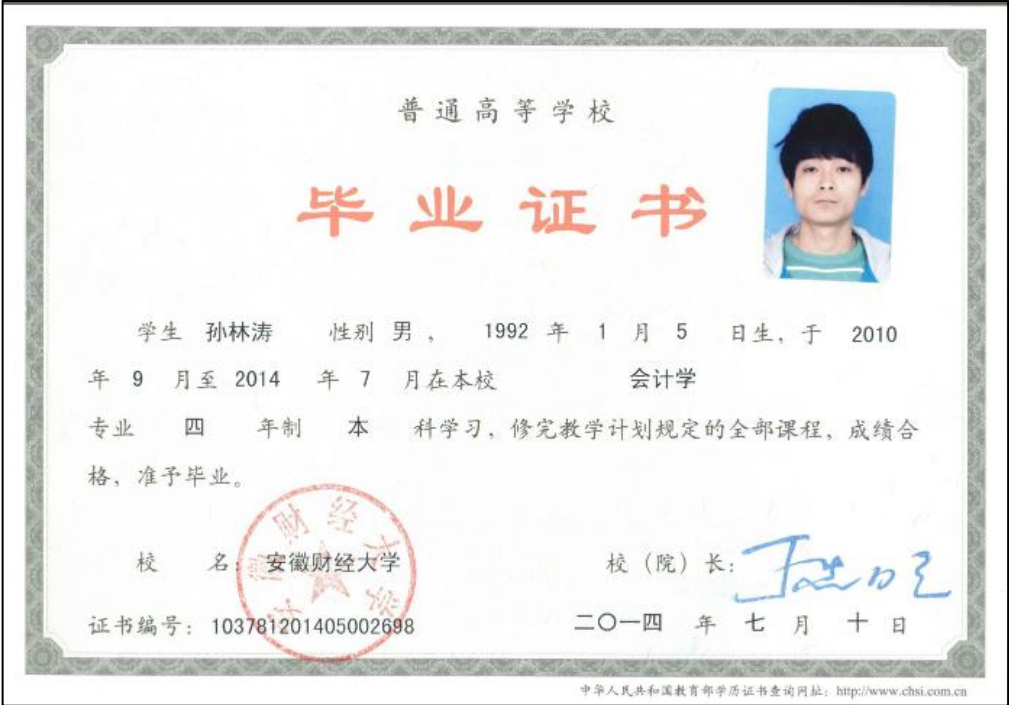 普通高等学校
毕业证书
学生 孙林涛 性别 男 , 1992 年 1 月 5 日生, 于 2010
年 9 月至 2014 年 7 月在本校 会计学
专业 四 年制 本 科学习, 修完教学计划规定的全部课程, 成绩合
格, 准予毕业。
校 名: 安徽财经大学
安徽财经大学
校(院)长:
证书编号: 103781201405002698
二〇一四 年 七 月 十 日
中华人民共和国教育部学历证书查询网址: http://www.chsi.com.cn